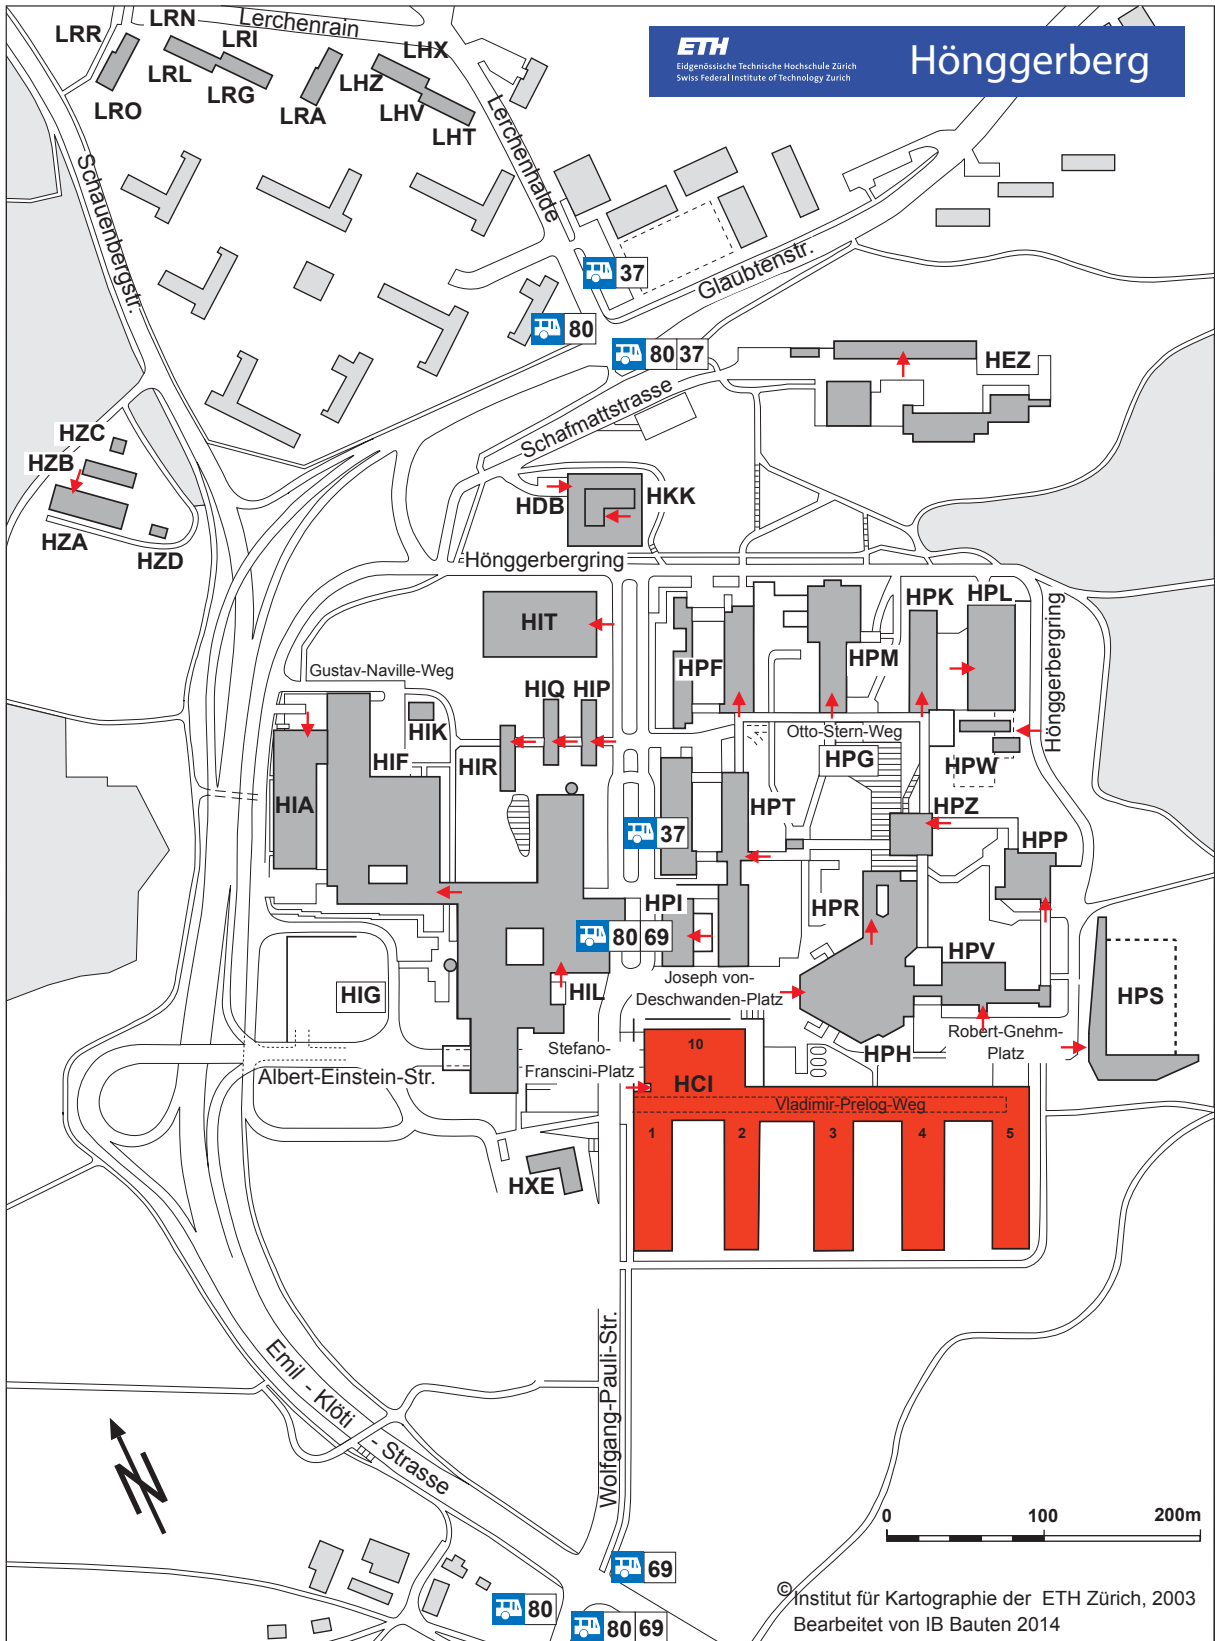 ETH
Eidgenössische Technische Hochschule Zürich
Swiss Federal Institute of Technology Zurich
Hönggerberg
LRN
Lerchenrain
LRR
LRI
LHX
LRL
LHZ
LRG
LRO
LRA
LHV
LHT
Lerchenhalde
Schauenbergstr.
37
Glaubtenstr.
80
80 37
HEZ
Schafmattstrasse
HZC
HZB
HDB
HKK
HZA
HZD
Hönggerbergring
HIT
HPK
HPL
HPF
HPM
Hönggerbergring
Gustav-Naville-Weg
HIQ
HIP
HIK
Otto-Stern-Weg
HIF
HIR
HPG
HPW
HIA
HPT
HPZ
37
HPP
HPI
HPR
80 69
HPV
Joseph von-
Deschwanden-Platz
HIG
HIL
HPS
Robert-Gnehm-
Platz
Stefano-
Franscini-Platz
10
HPH
Albert-Einstein-Str.
HCI
Vladimir-Prelog-Weg
1
2
3
4
5
HXE
Wolfgang-Pauli-Str.
Emil - Klöti - Strasse
N
0 100 200m
69
80
80 69
© Institut für Kartographie der ETH Zürich, 2003
Bearbeitet von IB Bauten 2014